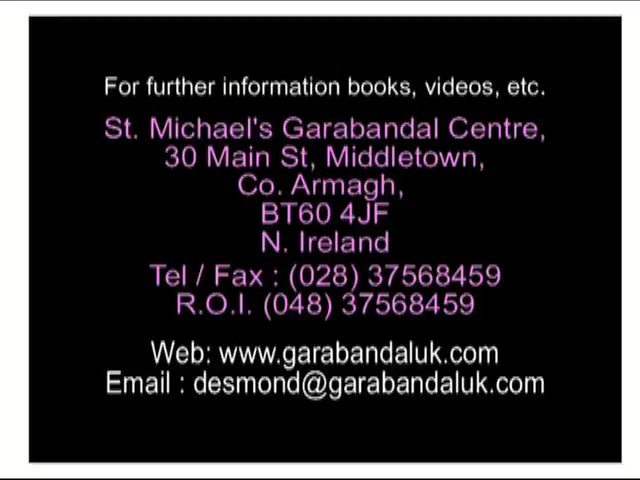 For further information books, videos, etc.
St. Michael's Garabandal Centre,
30 Main St, Middletown,
Co. Armagh,
BT60 4JF
N. Ireland
Tel / Fax : (028) 37568459
R.O.I. (048) 37568459
Web: www.garabandaluk.com
Email : desmond@garabandaluk.com